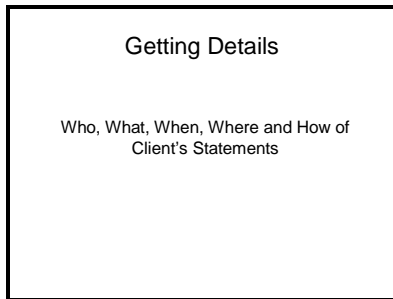 Getting Details
Who, What, When, Where and How of
Client's Statements